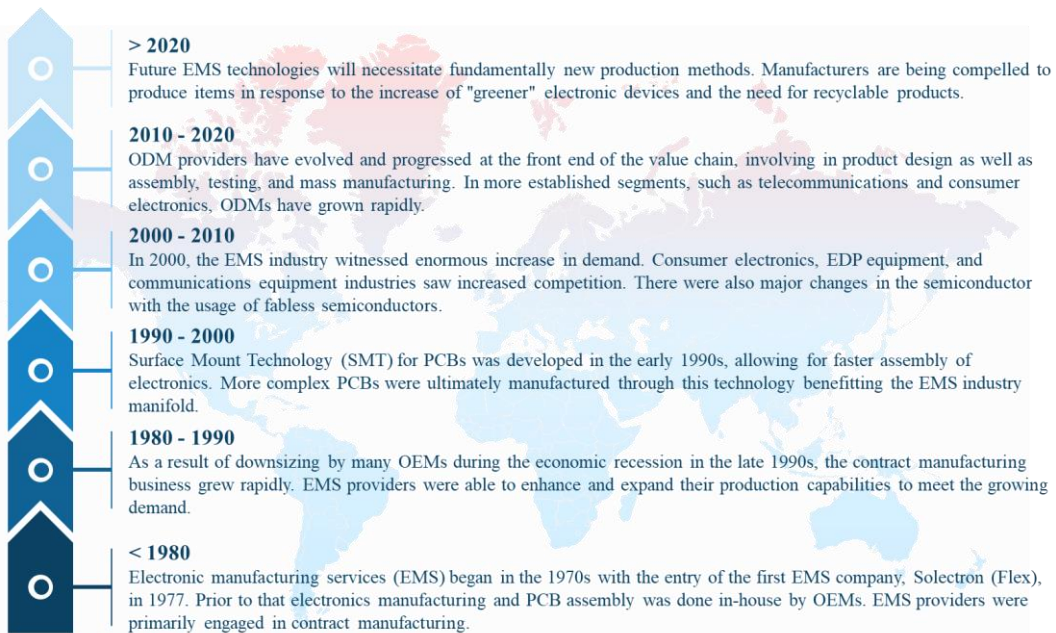 > 2020
Future EMS technologies will necessitate fundamentally new production methods. Manufacturers are being compelled to
produce items in response to the increase of "greener" electronic devices and the need for recyclable products.
2010 - 2020
ODM providers have evolved and progressed at the front end of the value chain, involving in product design as well as
assembly, testing, and mass manufacturing. In more established segments, such as telecommunications and consumer
electronics, ODMs have grown rapidly.
2000 - 2010
In 2000, the EMS industry witnessed enormous increase in demand. Consumer electronics, EDP equipment, and
communications equipment industries saw increased competition. There were also major changes in the semiconductor
with the usage of fabless semiconductors.
1990 - 2000
Surface Mount Technology (SMT) for PCBs was developed in the early 1990s, allowing for faster assembly of
electronics. More complex PCBs were ultimately manufactured through this technology benefitting the EMS industry
manifold.
1980 - 1990
As a result of downsizing by many OEMs during the economic recession in the late 1990s, the contract manufacturing
business grew rapidly. EMS providers were able to enhance and expand their production capabilities to meet the growing
demand.
< 1980
Electronic manufacturing services (EMS) began in the 1970s with the entry of the first EMS company, Solectron (Flex),
in 1977. Prior to that electronics manufacturing and PCB assembly was done in-house by OEMs. EMS providers were
primarily engaged in contract manufacturing.